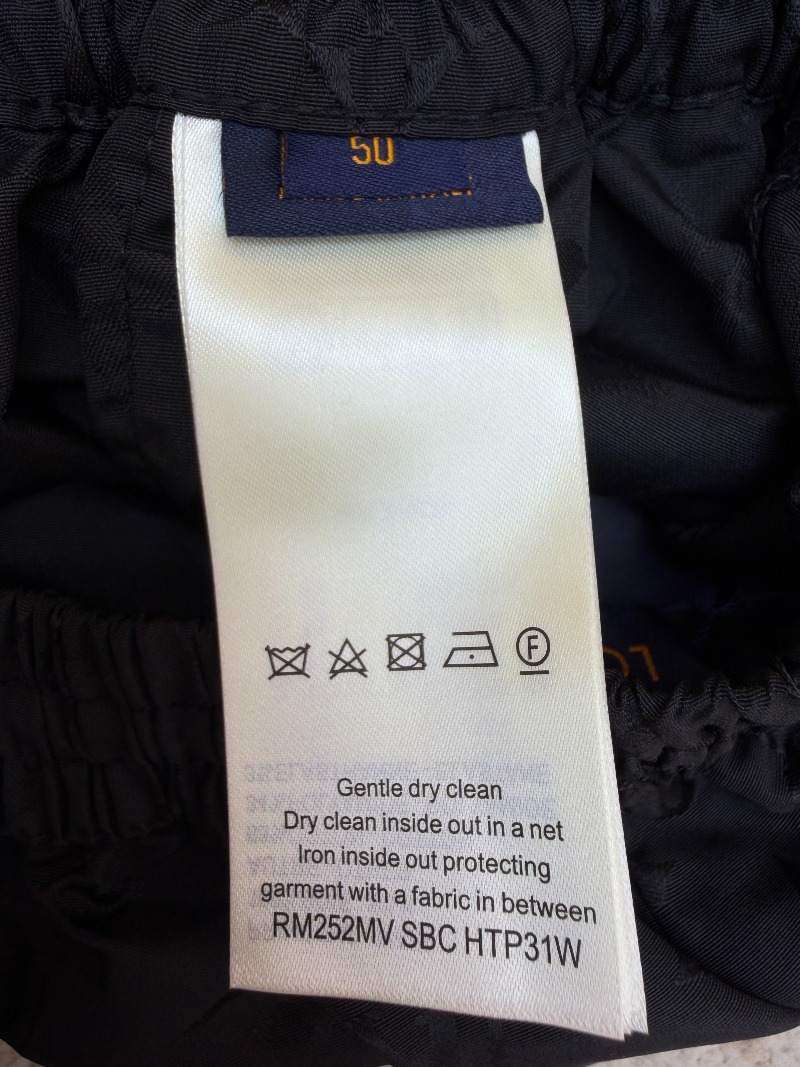 50
F
Gentle dry clean
Dry clean inside out in a net
Iron inside out protecting
garment with a fabric in between
RM252MV SBC HTP31W